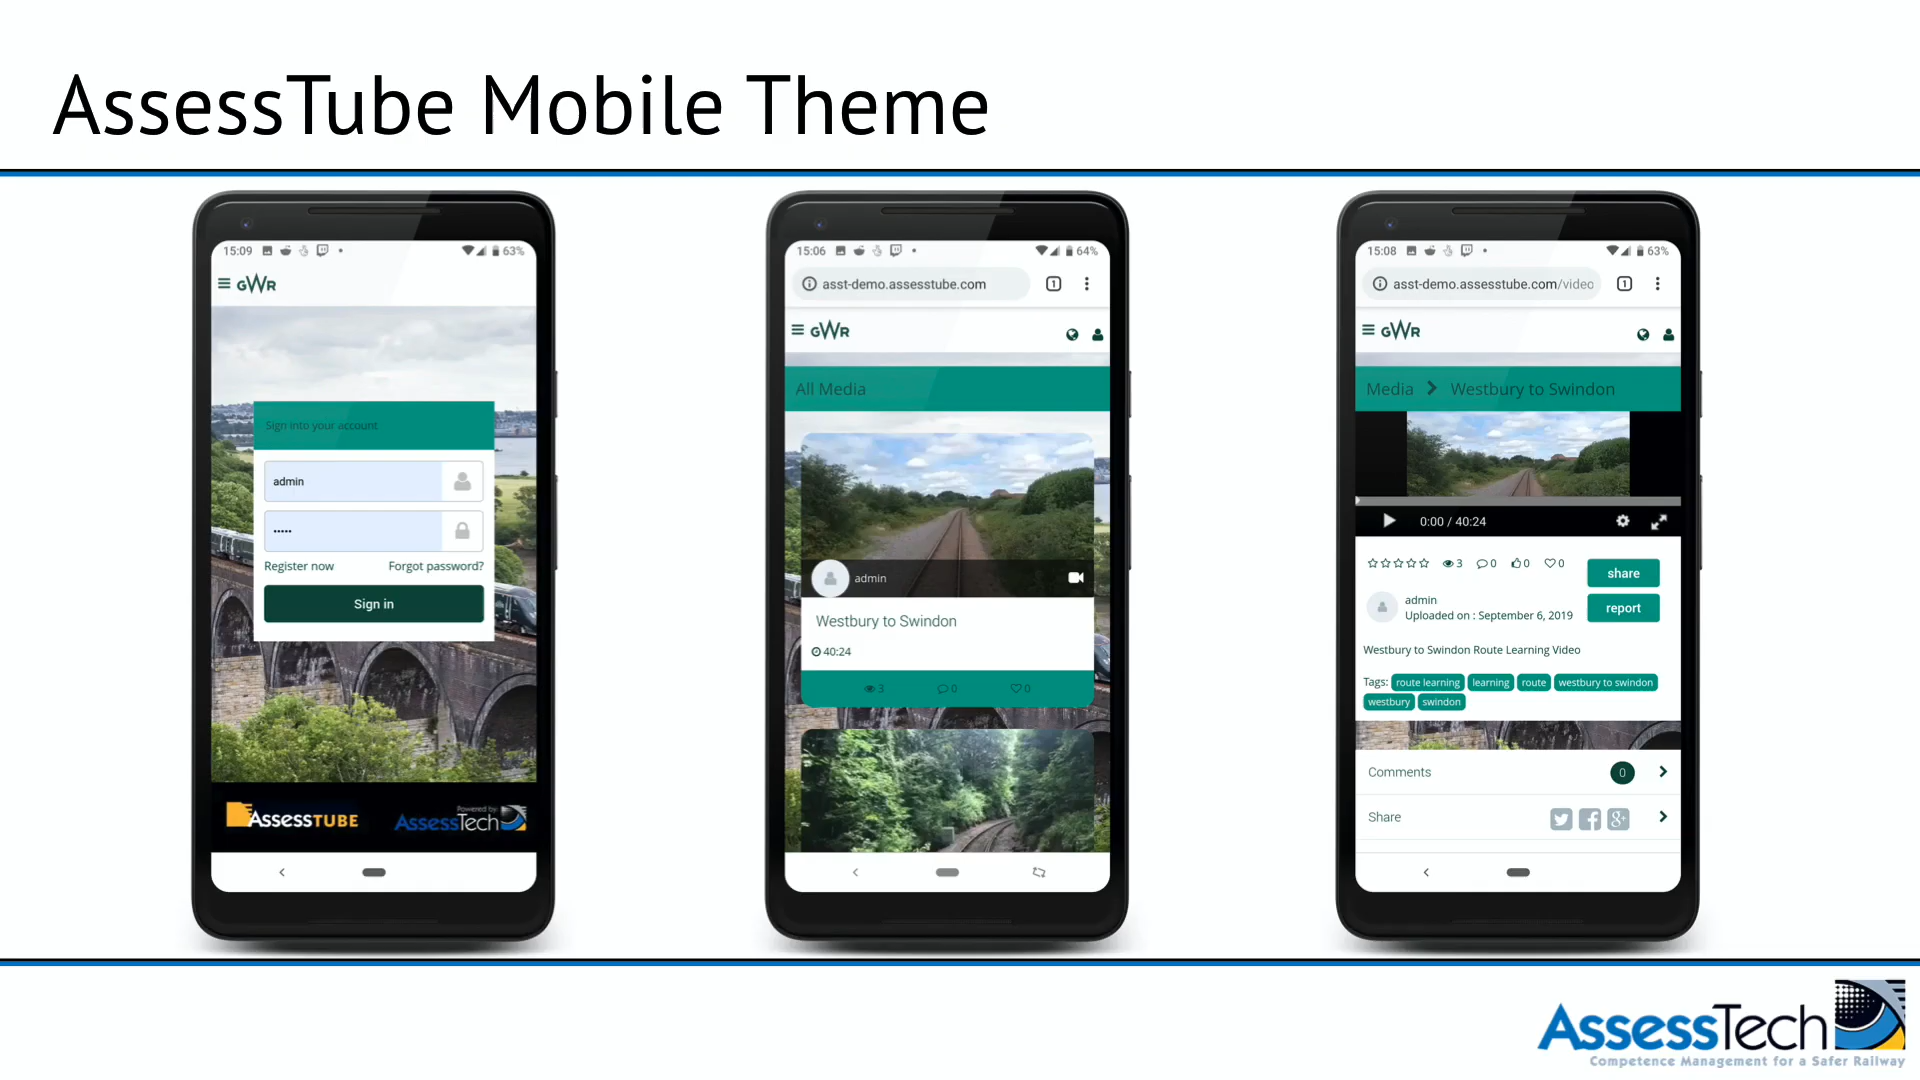 AssessTube Mobile Theme
15:09
63%
GWR
Sign into your account
admin
•••••
Register now
Forgot password?
Sign in
AssessTUBE
Powered by:
AssessTech
15:06
64%
asst-demo.assesstube.com
1
GWR
All Media
admin
Westbury to Swindon
40:24
3
0
0
15:08
63%
asst-demo.assesstube.com/video
1
GWR
Media > Westbury to Swindon
0:00 / 40:24
3
0
0
0
share
admin
Uploaded on : September 6, 2019
report
Westbury to Swindon Route Learning Video
Tags: route learning learning route westbury to swindon
westbury swindon
Comments
0
Share
AssessTech
Competence Management for a Safer Railway